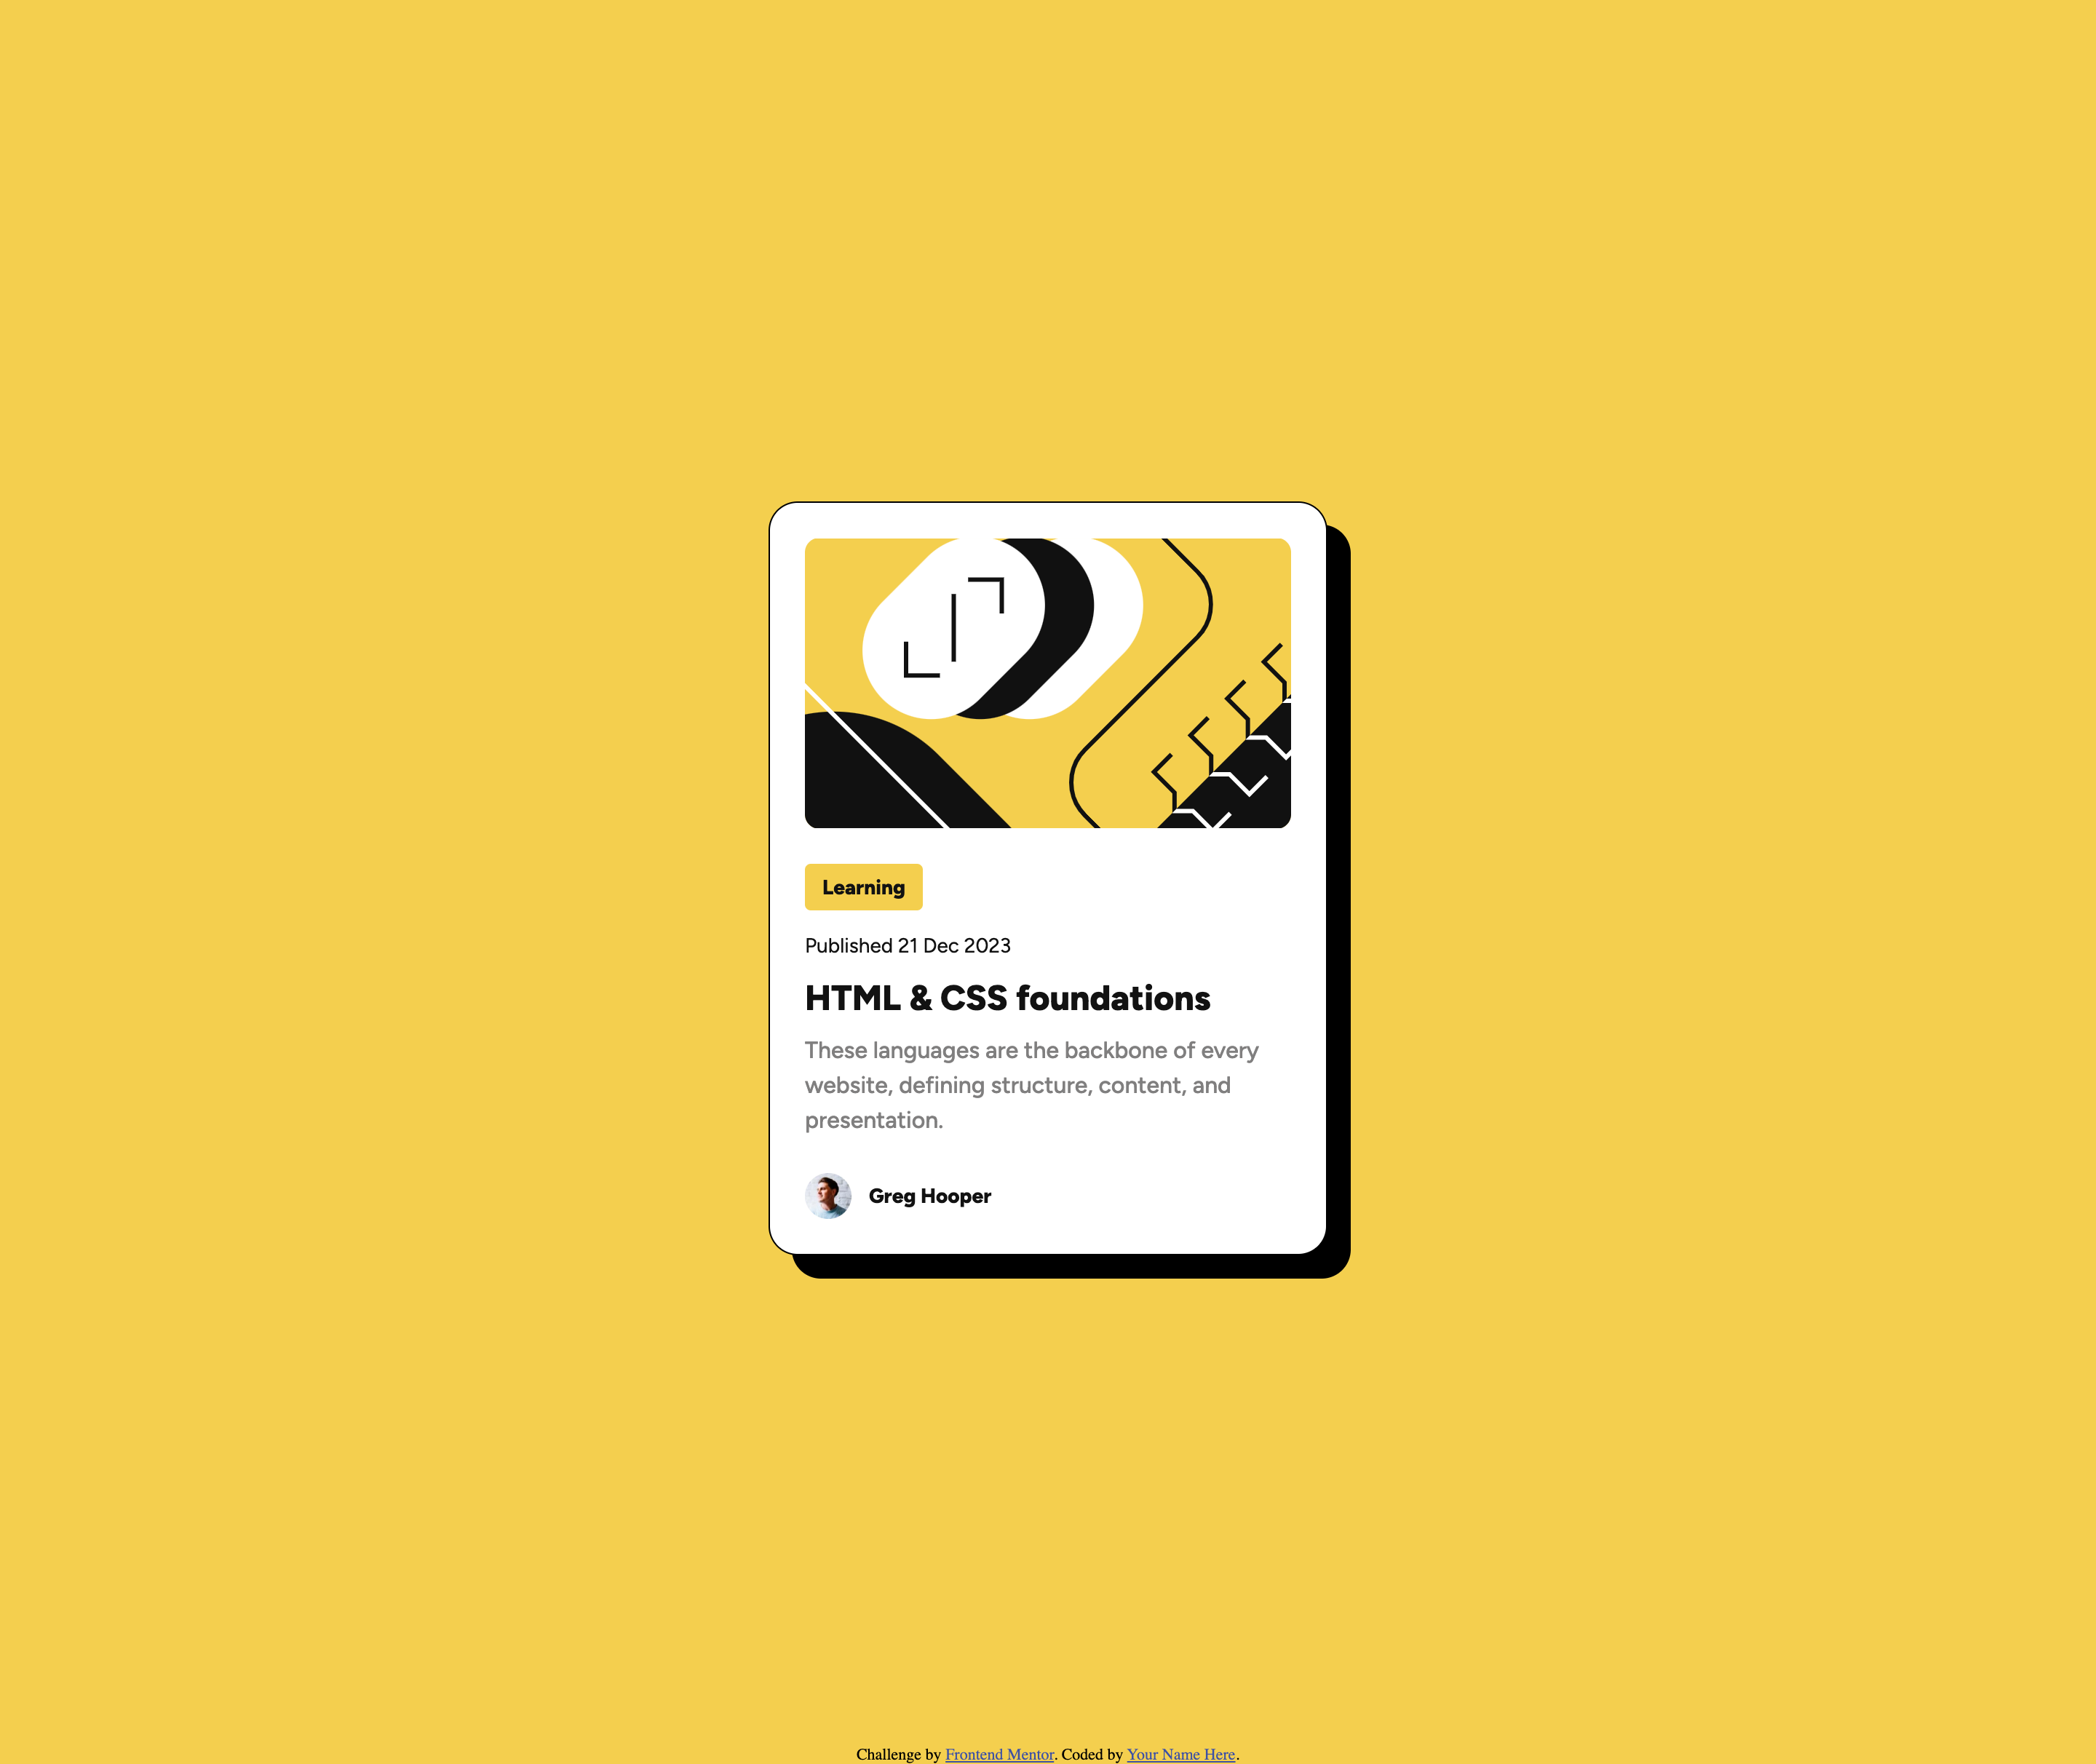 Learning
Published 21 Dec 2023
HTML & CSS foundations
These languages are the backbone of every
website, defining structure, content, and
presentation.
Greg Hooper
Challenge by Frontend Mentor. Coded by Your Name Here.